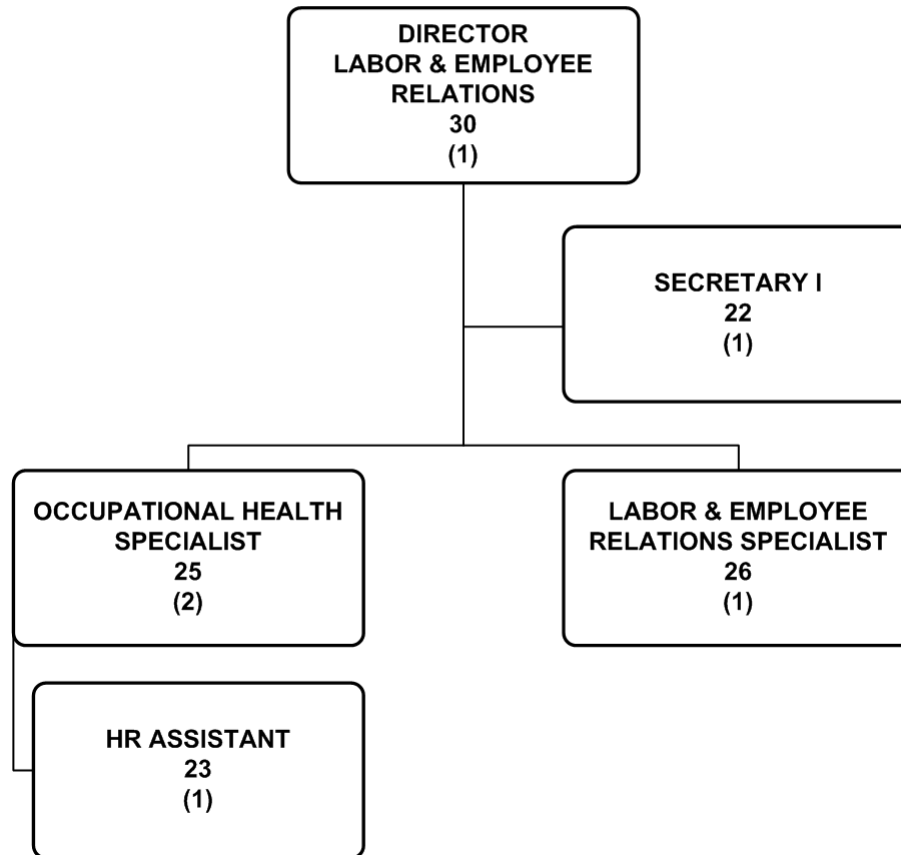 DIRECTOR
LABOR & EMPLOYEE
RELATIONS
30
(1)
SECRETARY I
22
(1)
OCCUPATIONAL HEALTH
SPECIALIST
25
(2)
LABOR & EMPLOYEE
RELATIONS SPECIALIST
26
(1)
HR ASSISTANT
23
(1)